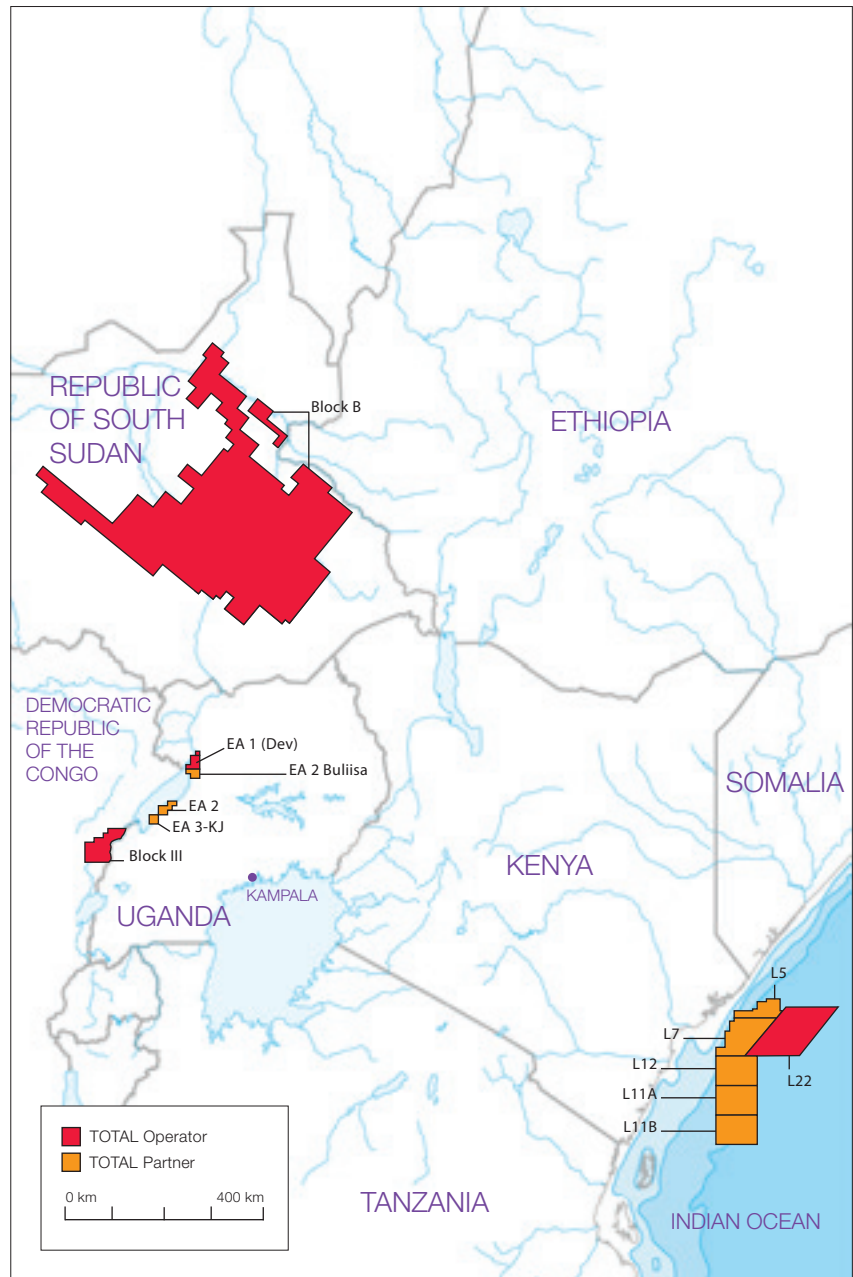 REPUBLIC
OF SOUTH
SUDAN
Block B
ETHIOPIA
DEMOCRATIC
REPUBLIC
OF THE
CONGO
EA 1 (Dev)
EA 2 Buliisa
EA 2
EA 3-KJ
Block III
SOMALIA
KENYA
KAMPALA
UGANDA
L5
L7
L12
L22
L11A
L11B
TOTAL Operator
TOTAL Partner
0 km 400 km
TANZANIA
INDIAN OCEAN